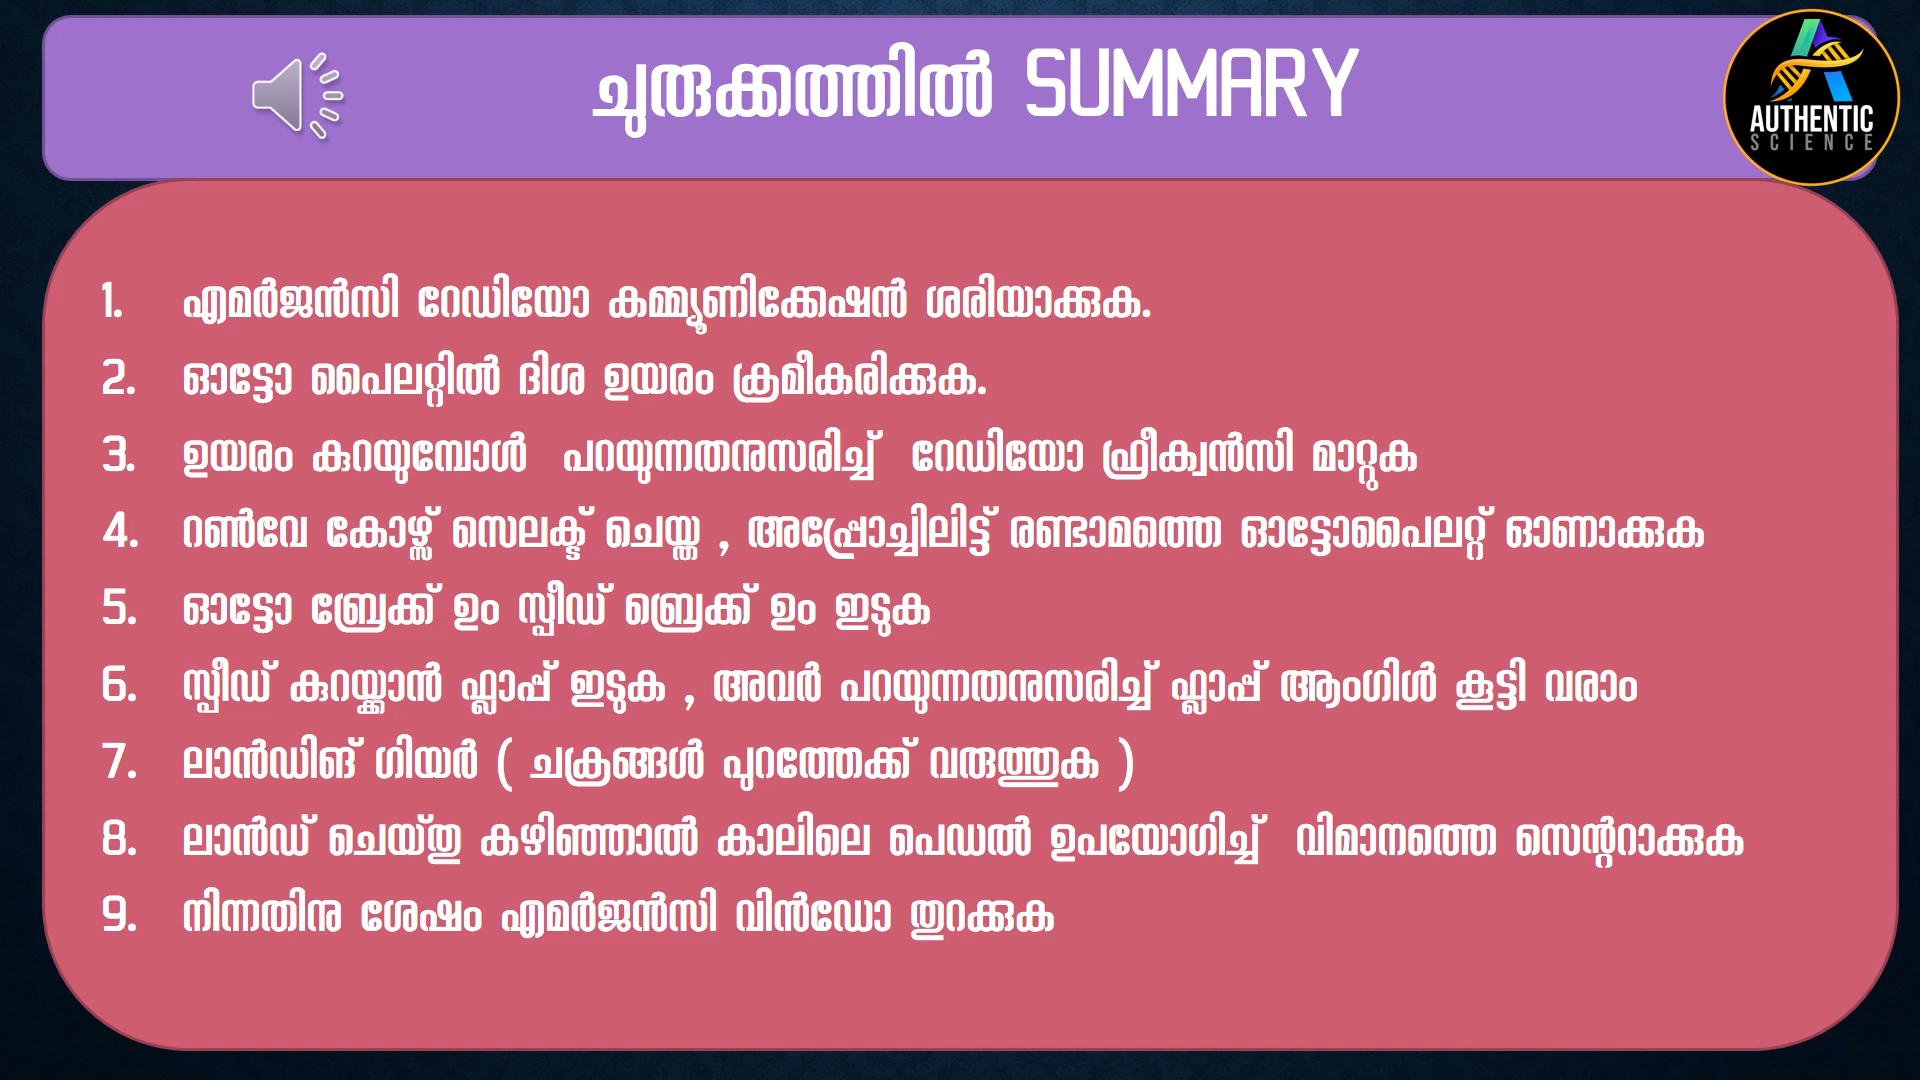 ചുരുക്കത്തിൽ SUMMARY
AUTHENTIC
SCIENCE
1. എമർജൻസി റേഡിയോ കമ്മ്യൂണിക്കേഷൻ ശരിയാക്കുക.
2. ഓട്ടോ പൈലറ്റിൽ ദിശ ഉയരം ക്രമീകരിക്കുക.
3. ഉയരം കുറയുമ്പോൾ പറയുന്നതനുസരിച്ച് റേഡിയോ ഫ്രീക്വൻസി മാറ്റുക
4. റൺവേ കോഴ്സ് സെലക്ട് ചെയ്ത , അപ്രോച്ചിലിട്ട് രണ്ടാമത്തെ ഓട്ടോപൈലറ്റ് ഓണാക്കുക
5. ഓട്ടോ ബ്രേക്ക് ഉം സ്പീഡ് ബ്രെക്ക് ഉം ഇടുക
6. സ്പീഡ് കുറയ്ക്കാൻ ഫ്ലാപ്പ് ഇടുക , അവർ പറയുന്നതനുസരിച്ച് ഫ്ലാപ്പ് ആംഗിൾ കൂട്ടി വരാം
7. ലാൻഡിങ് ഗിയർ ( ചക്രങ്ങൾ പുറത്തേക്ക് വരുത്തുക )
8. ലാൻഡ് ചെയ്തു കഴിഞ്ഞാൽ കാലിലെ പെഡൽ ഉപയോഗിച്ച് വിമാനത്തെ സെന്ററാക്കുക
9. നിന്നതിനു ശേഷം എമർജൻസി വിൻഡോ തുറക്കുക